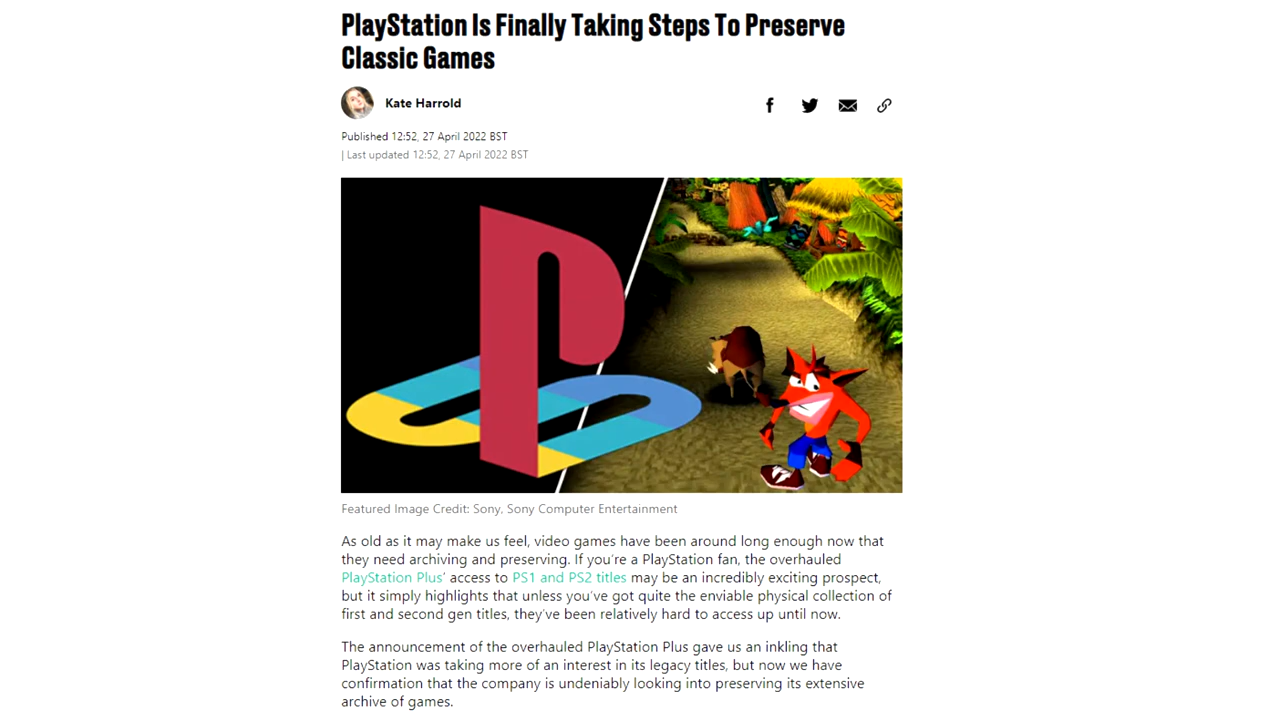 PlayStation Is Finally Taking Steps To Preserve
Classic Games
Kate Harrold
Published 12:52, 27 April 2022 BST
| Last updated 12:52, 27 April 2022 BST
Featured Image Credit: Sony, Sony Computer Entertainment
As old as it may make us feel, video games have been around long enough now that
they need archiving and preserving. If you're a PlayStation fan, the overhauled
PlayStation Plus' access to PS1 and PS2 titles may be an incredibly exciting prospect,
but it simply highlights that unless you've got quite the enviable physical collection of
first and second gen titles, they've been relatively hard to access up until now.
The announcement of the overhauled PlayStation Plus gave us an inkling that
PlayStation was taking more of an interest in its legacy titles, but now we have
confirmation that the company is undeniably looking into preserving its extensive
archive of games.